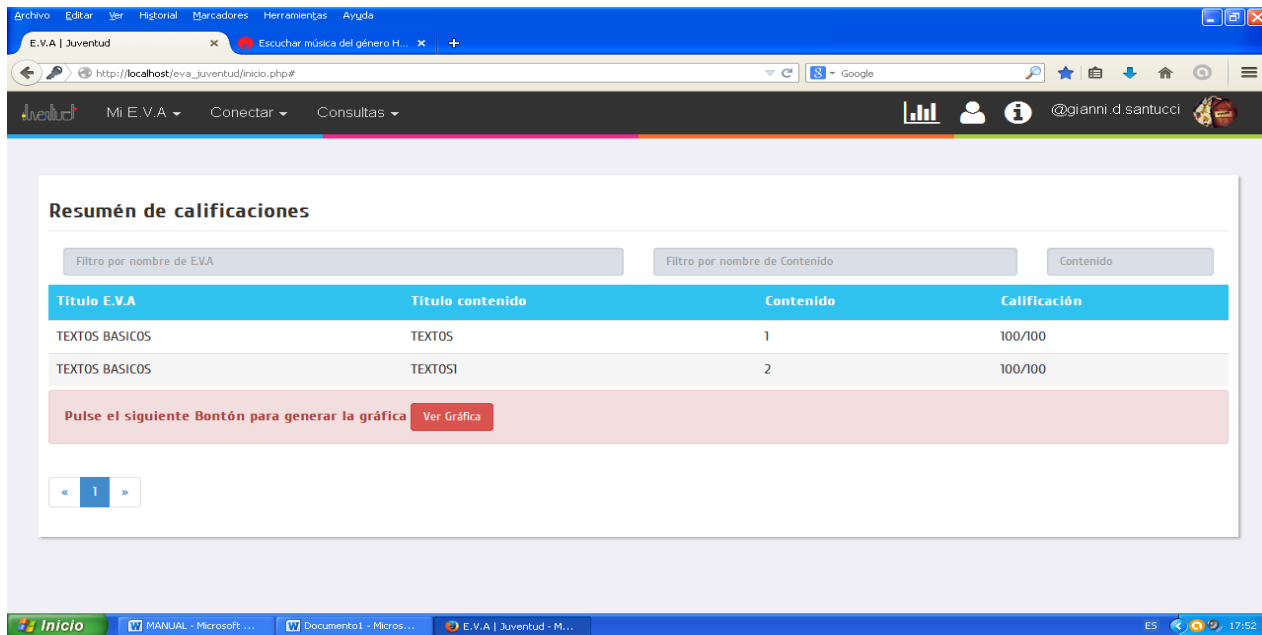 Archivo Editar Ver Historial Marcadores Herramientas Ayuda
E.V.A | Juventud Escuchar música del género H...
http://localhost/eva_juventud/inicio.php# Google
Juventud Mi E.V.A Conectar Consultas @gianni.d.santucci
Resumén de calificaciones
Filtro por nombre de E.V.A Filtro por nombre de Contenido Contenido
Título E.V.A Título contenido Contenido Calificación
TEXTOS BASICOS TEXTOS 1 100/100
TEXTOS BASICOS TEXTOS1 2 100/100
Pulse el siguiente Bontón para generar la gráfica Ver Gráfica
« 1 »
Inicio MANUAL - Microsoft ... Documento1 - Micros... E.V.A | Juventud - M... ES 17:52